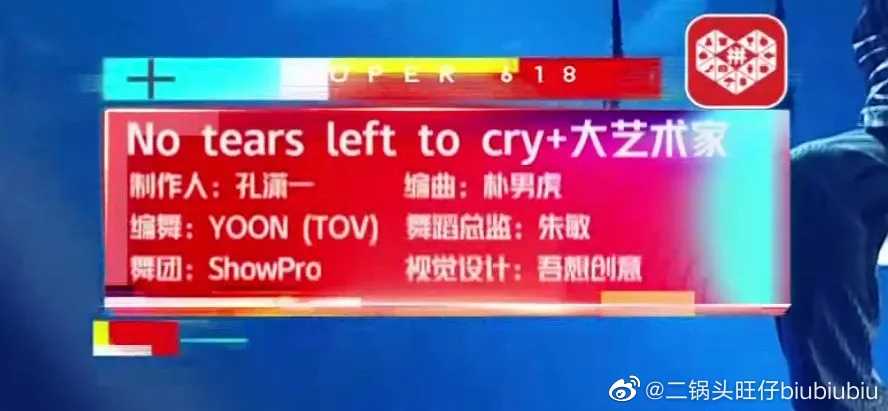 UPER 618
拼
No tears left to cry+大艺术家
制作人：孔潇一 编曲：朴男虎
编舞：YOON (TOV) 舞蹈总监：朱敏
舞团：ShowPro 视觉设计：吾想创意
@二锅头旺仔biubiubiu